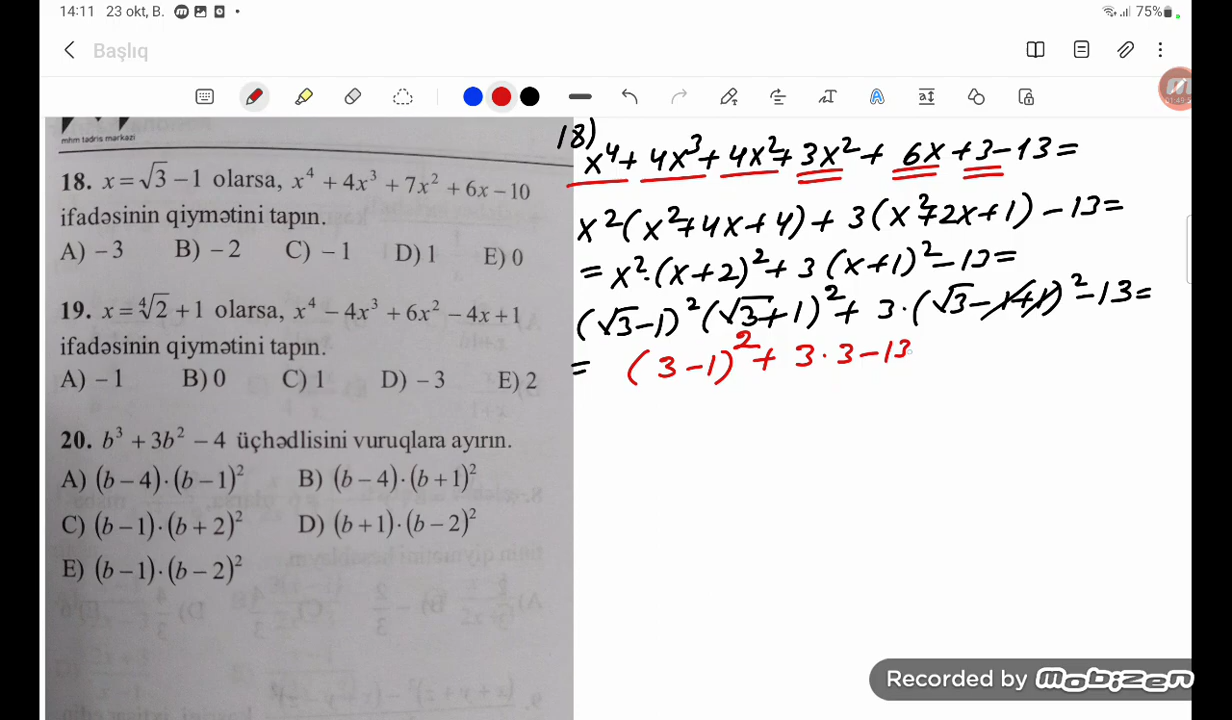 14:11 23 okt, B. 75%
Başlıq
mhm tədris mərkəzi
18. x = √3 − 1 olarsa, x⁴ + 4x³ + 7x² + 6x − 10
ifadəsinin qiymətini tapın.
A) − 3 B) − 2 C) − 1 D) 1 E) 0
19. x = ⁴√2 + 1 olarsa, x⁴ − 4x³ + 6x² − 4x + 1
ifadəsinin qiymətini tapın.
A) − 1 B) 0 C) 1 D) − 3 E) 2
20. b³ + 3b² − 4 üçhədlisini vuruqlara ayırın.
A) (b − 4)·(b − 1)² B) (b − 4)·(b + 1)²
C) (b − 1)·(b + 2)² D) (b + 1)·(b − 2)²
E) (b − 1)·(b − 2)²
18)
x⁴ + 4x³ + 4x² + 3x² + 6x + 3 − 13 =
x²(x² + 4x + 4) + 3(x² + 2x + 1) − 13 =
= x²·(x + 2)² + 3(x + 1)² − 13 =
(√3 − 1)²(√3 + 1)² + 3·(√3 − 1 + 1)² − 13 =
= (3 − 1)² + 3·3 − 13
Recorded by mobizen